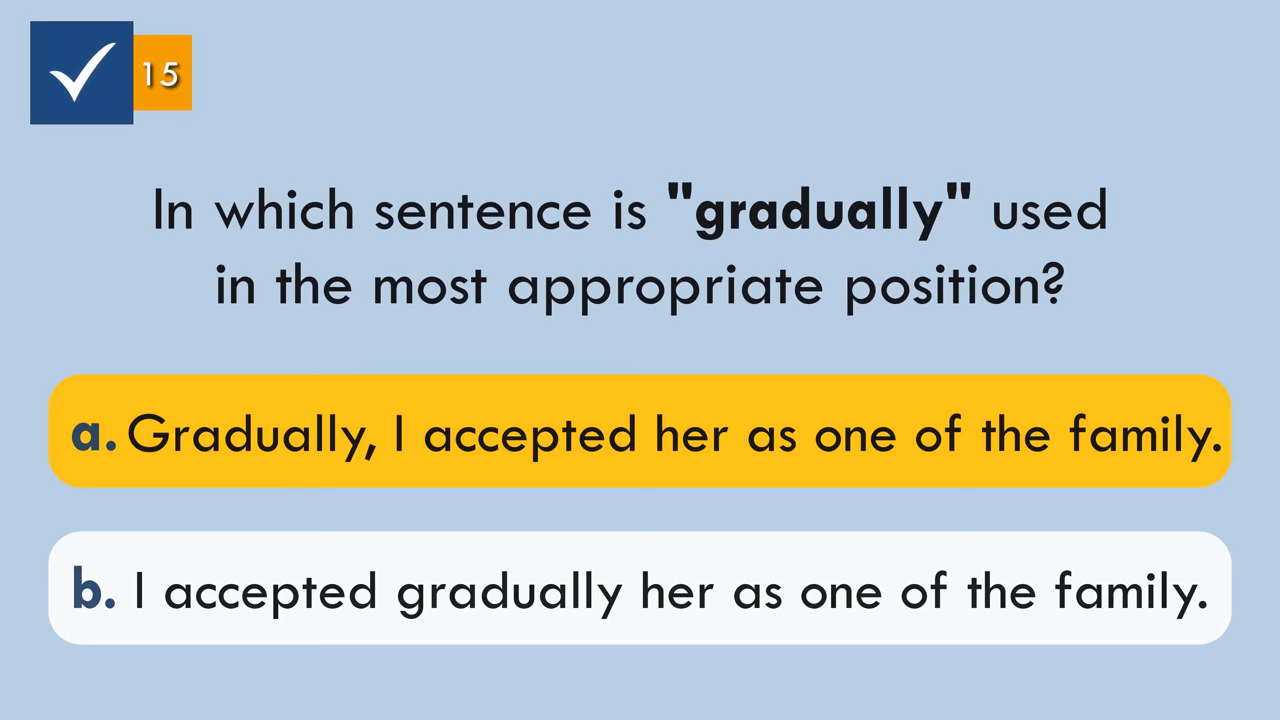 15
In which sentence is "gradually" used
in the most appropriate position?
a. Gradually, I accepted her as one of the family.
b. I accepted gradually her as one of the family.